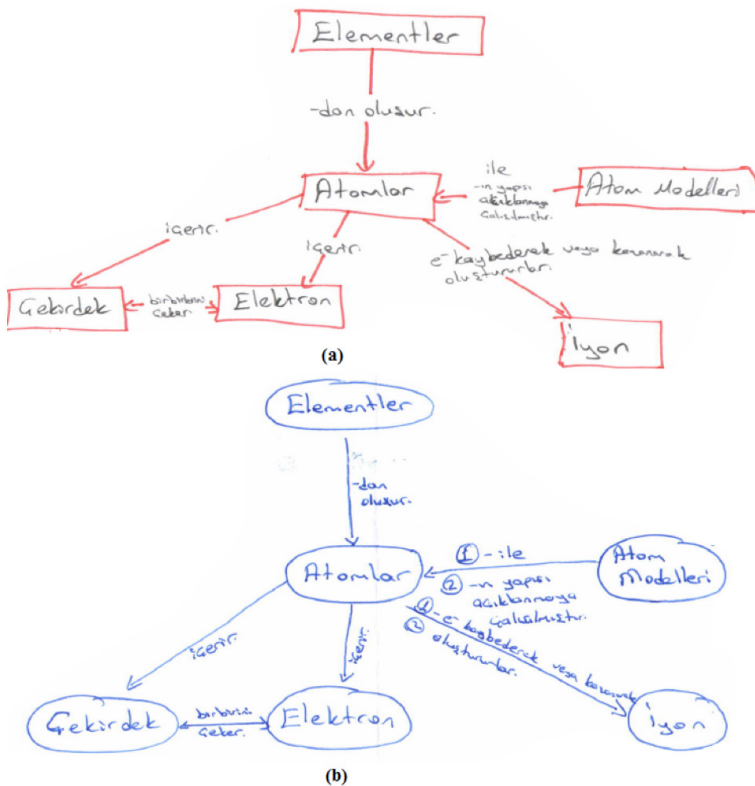 Elementler
-dan oluşur.
Atomlar
ile
-ın yapısı
açıklanmaya
çalışılmıştır.
Atom Modelleri
içerir.
içerir.
e⁻ kaybederek veya kazanarak
oluştururlar.
Çekirdek
birbirini
çeker.
Elektron
İyon
(a)
Elementler
-dan
oluşur.
Atomlar
① -ile
② -ın yapısı
açıklanmaya
çalışılmıştır.
Atom
Modelleri
içerir.
içerir.
① -e⁻ kaybederek veya kazanarak
② oluştururlar.
Çekirdek
birbirini
çeker.
Elektron
İyon
(b)